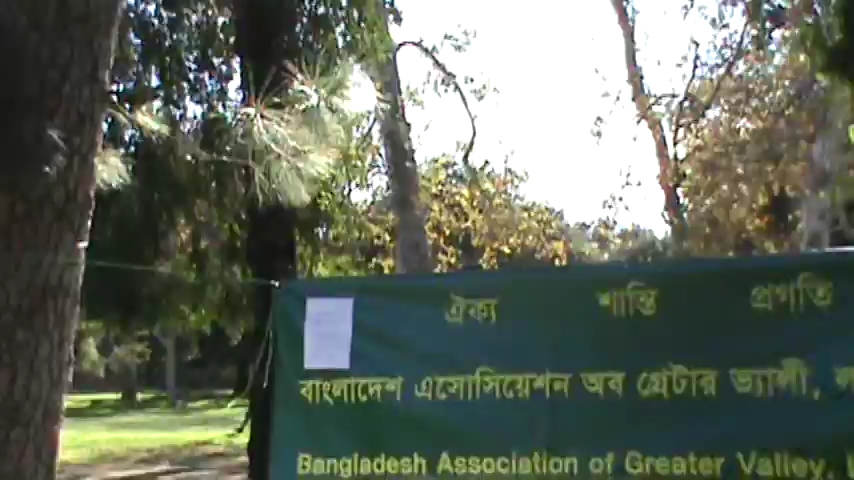 ঐক্য শান্তি প্রগতি
বাংলাদেশ এসোসিয়েশন অব গ্রেটার ভ্যালী,
Bangladesh Association of Greater Valley,